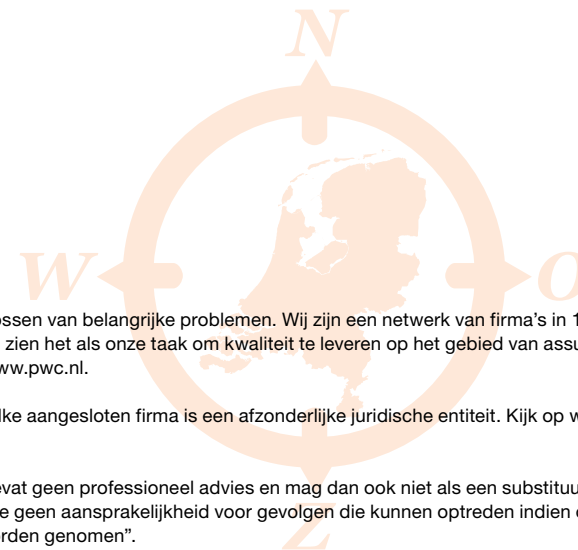 N
W
O
ossen van belangrijke problemen. Wij zijn een netwerk van firma’s in 1
zien het als onze taak om kwaliteit te leveren op het gebied van assu
ww.pwc.nl.
lke aangesloten firma is een afzonderlijke juridische entiteit. Kijk op w
evat geen professioneel advies en mag dan ook niet als een substituu
e geen aansprakelijkheid voor gevolgen die kunnen optreden indien
orden genomen”.
Z